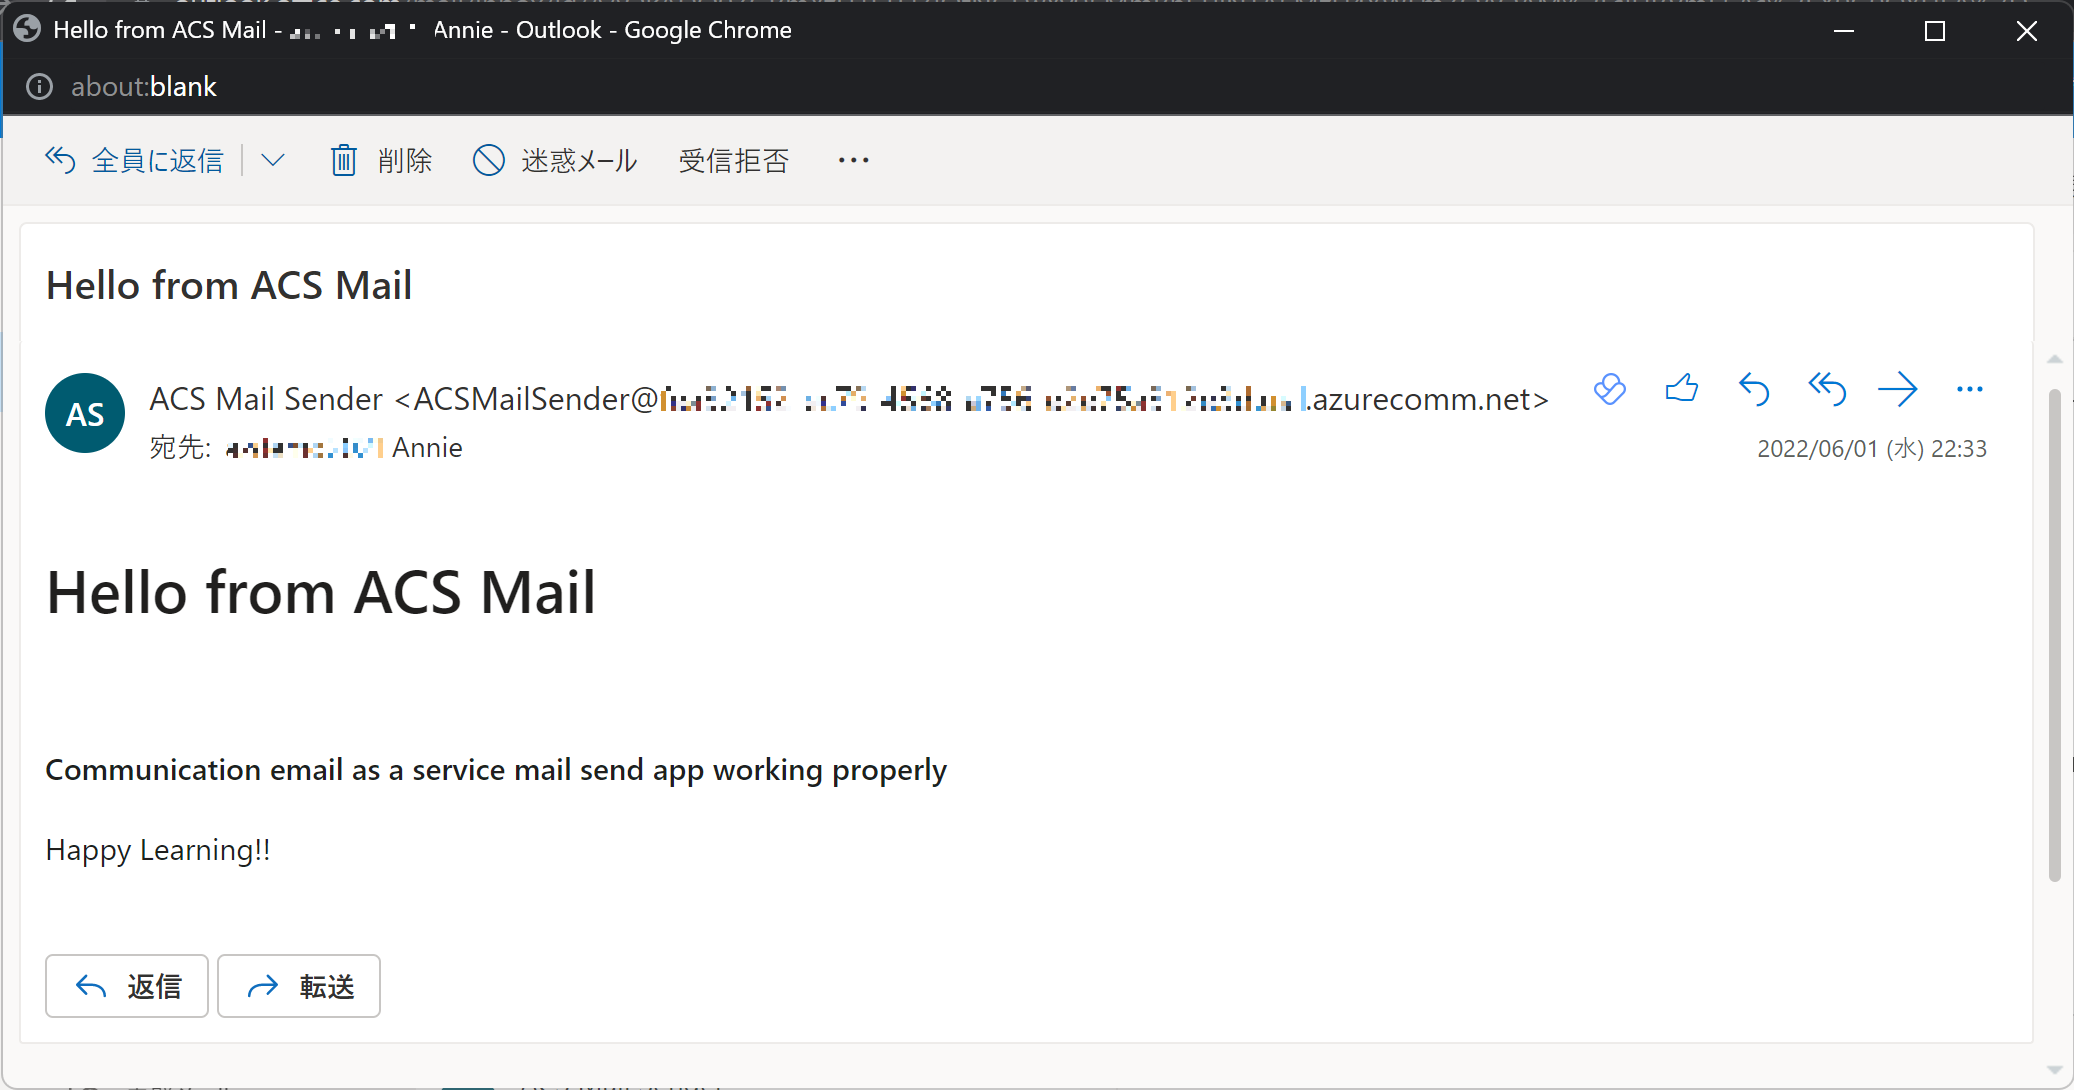 Hello from ACS Mail - Annie - Outlook - Google Chrome
about:blank
全員に返信 削除 迷惑メール 受信拒否 ...
Hello from ACS Mail
AS
ACS Mail Sender <ACSMailSender@ .azurecomm.net>
宛先: Annie
2022/06/01 (水) 22:33
Hello from ACS Mail
Communication email as a service mail send app working properly
Happy Learning!!
返信 転送